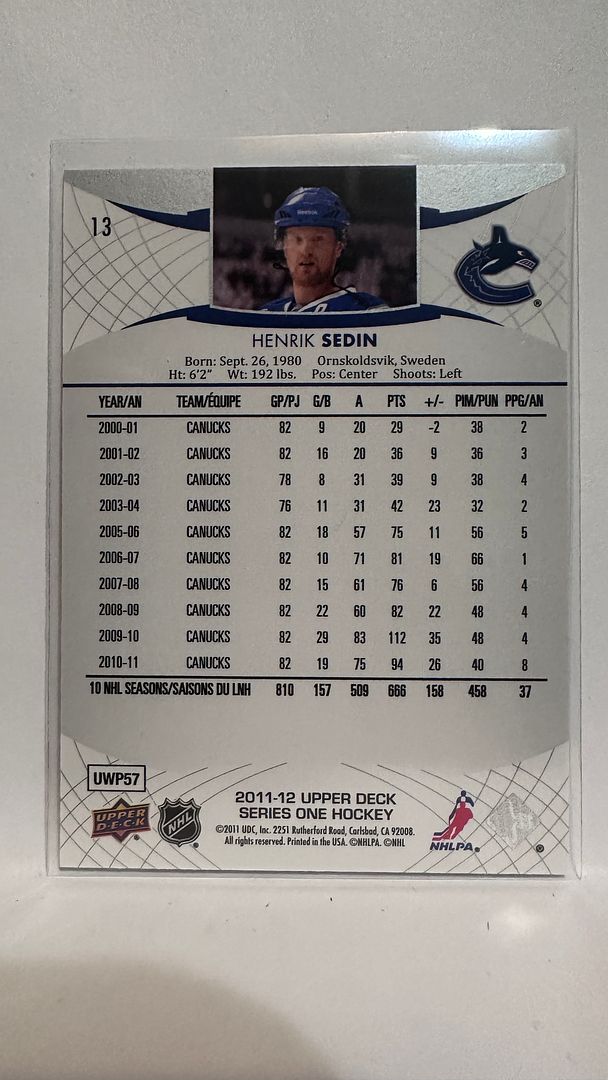 13
Reebok
HENRIK SEDIN
Born: Sept. 26, 1980 Ornskoldsvik, Sweden
Ht: 6'2" Wt: 192 lbs. Pos: Center Shoots: Left
YEAR/AN TEAM/ÉQUIPE GP/PJ G/B A PTS +/- PIM/PUN PPG/AN
2000-01 CANUCKS 82 9 20 29 -2 38 2
2001-02 CANUCKS 82 16 20 36 9 36 3
2002-03 CANUCKS 78 8 31 39 9 38 4
2003-04 CANUCKS 76 11 31 42 23 32 2
2005-06 CANUCKS 82 18 57 75 11 56 5
2006-07 CANUCKS 82 10 71 81 19 66 1
2007-08 CANUCKS 82 15 61 76 6 56 4
2008-09 CANUCKS 82 22 60 82 22 48 4
2009-10 CANUCKS 82 29 83 112 35 48 4
2010-11 CANUCKS 82 19 75 94 26 40 8
10 NHL SEASONS/SAISONS DU LNH 810 157 509 666 158 458 37
UWP57
UPPER D·E·C·K
NHL
2011-12 UPPER DECK
SERIES ONE HOCKEY
©2011 UDC, Inc. 2251 Rutherford Road, Carlsbad, CA 92008.
All rights reserved. Printed in the USA. ©NHLPA. ©NHL
NHLPA